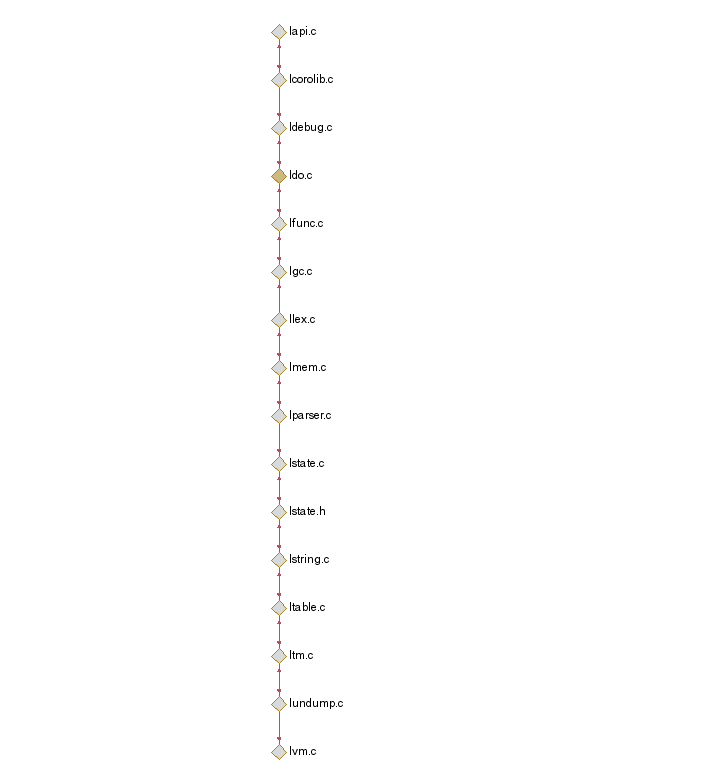 lapi.c
lcorolib.c
ldebug.c
ldo.c
lfunc.c
lgc.c
llex.c
lmem.c
lparser.c
lstate.c
lstate.h
lstring.c
ltable.c
ltm.c
lundump.c
lvm.c